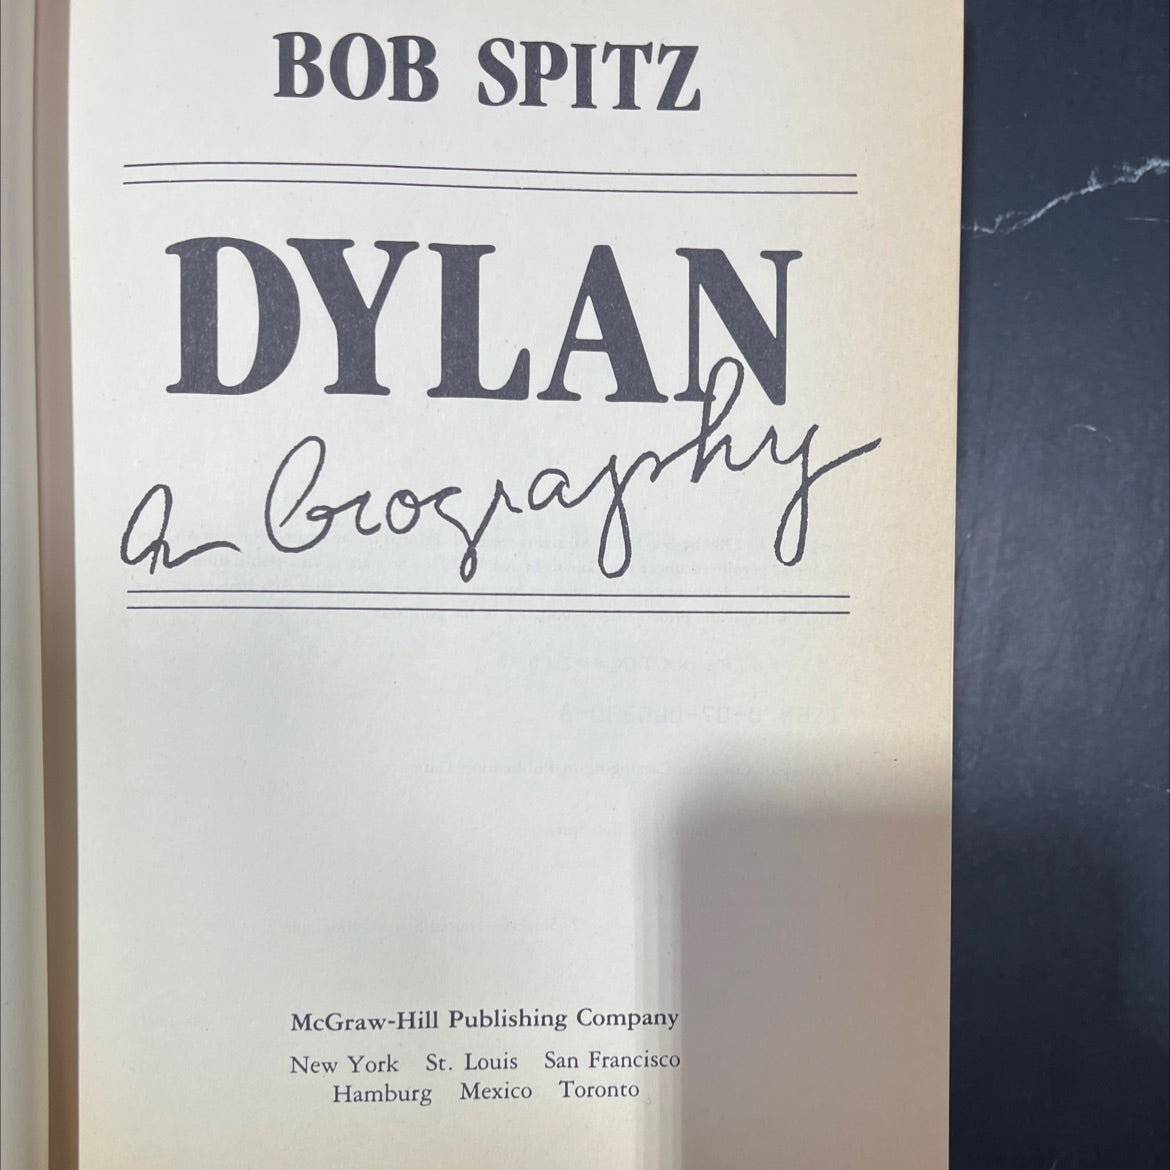 BOB SPITZ
DYLAN
a biography
McGraw-Hill Publishing Company
New York St. Louis San Francisco
Hamburg Mexico Toronto